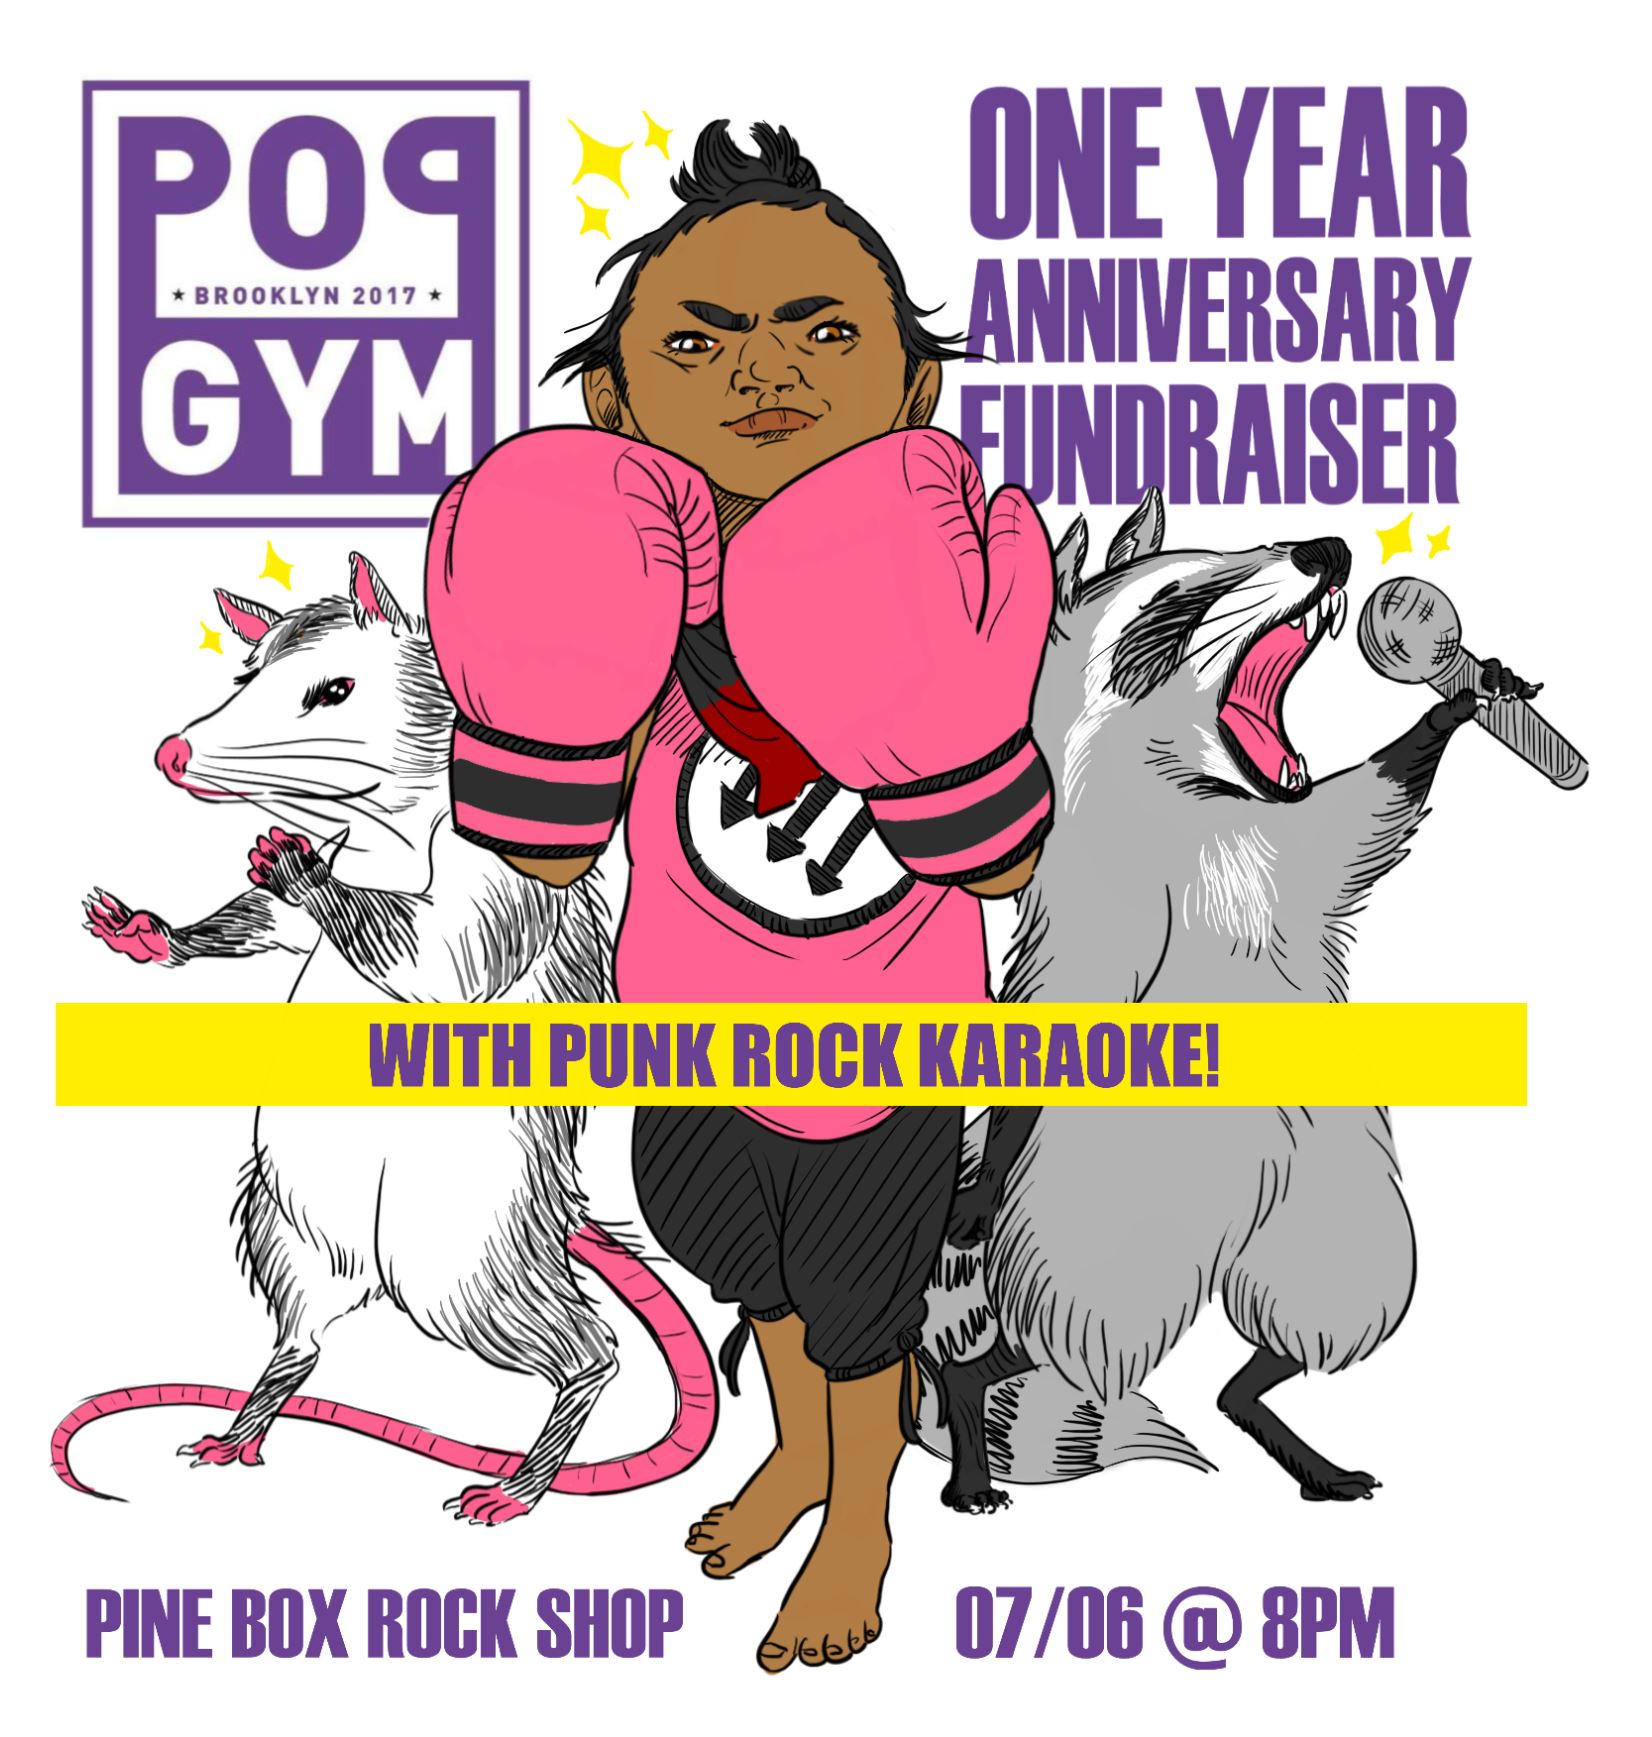 POP
★ BROOKLYN 2017 ★
GYM
ONE YEAR
ANNIVERSARY
FUNDRAISER
WITH PUNK ROCK KARAOKE!
PINE BOX ROCK SHOP
07/06 @ 8PM